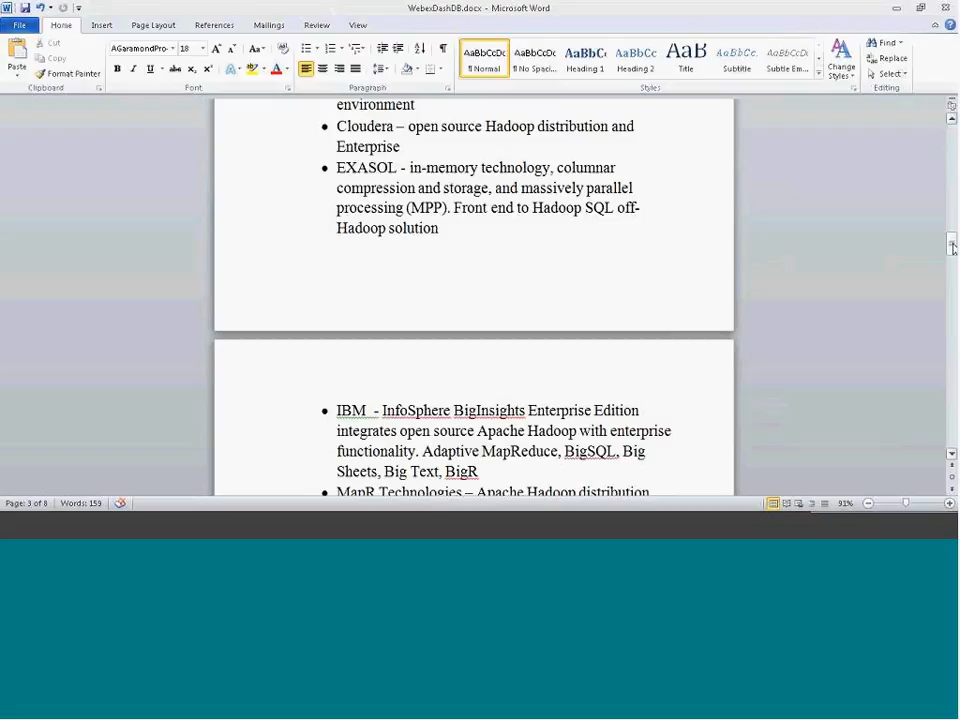 WebexDashDB.docx - Microsoft Word
File Home Insert Page Layout References Mailings Review View
Paste
Cut
Copy
Format Painter
Clipboard
AGaramondPro- 18
Font
Paragraph
AaBbCcDc AaBbCcDc AaBbC AaBbCc AaB AaBbCc. AaBbCcDc
¶ Normal ¶ No Spaci... Heading 1 Heading 2 Title Subtitle Subtle Em...
Styles
Change
Styles
Find
Replace
Select
Editing
environment
• Cloudera – open source Hadoop distribution and
Enterprise
• EXASOL - in-memory technology, columnar
compression and storage, and massively parallel
processing (MPP). Front end to Hadoop SQL off-
Hadoop solution
• IBM - InfoSphere BigInsights Enterprise Edition
integrates open source Apache Hadoop with enterprise
functionality. Adaptive MapReduce, BigSQL, Big
Sheets, Big Text, BigR
• MapR Technologies – Apache Hadoop distribution
Page: 3 of 8 Words: 159 91%